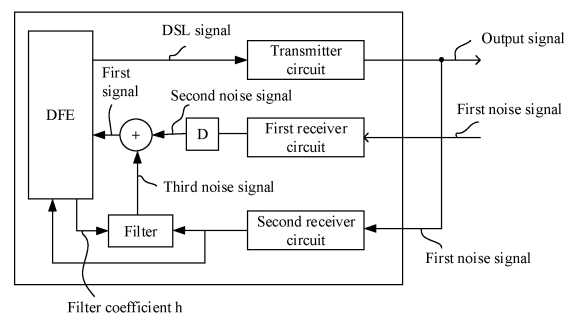 DSL signal
Output signal
Transmitter
circuit
First
signal
Second noise signal
First noise signal
DFE
+
D
First receiver
circuit
Third noise signal
Filter
Second receiver
circuit
First noise signal
Filter coefficient h